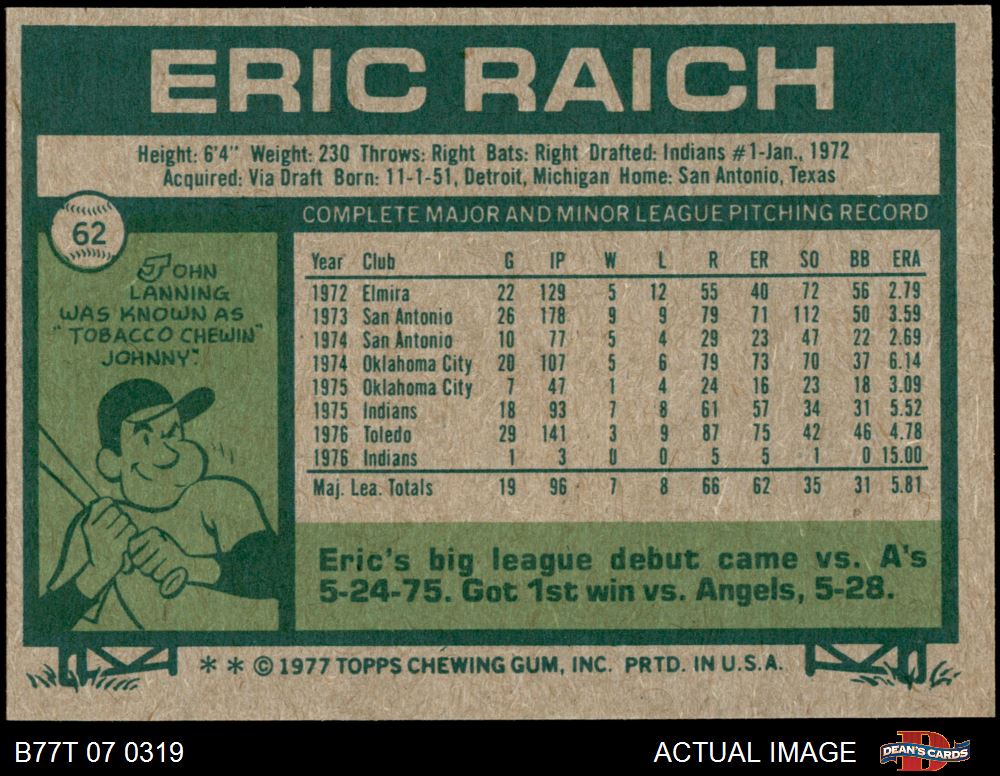 ERIC RAICH
Height: 6'4" Weight: 230 Throws: Right Bats: Right Drafted: Indians #1-Jan., 1972
Acquired: Via Draft Born: 11-1-51, Detroit, Michigan Home: San Antonio, Texas
62
JOHN
LANNING
WAS KNOWN AS
"TOBACCO CHEWIN'
JOHNNY".
COMPLETE MAJOR AND MINOR LEAGUE PITCHING RECORD
Year Club G IP W L R ER SO BB ERA
1972 Elmira 22 129 5 12 55 40 72 56 2.79
1973 San Antonio 26 178 9 9 79 71 112 50 3.59
1974 San Antonio 10 77 5 4 29 23 47 22 2.69
1974 Oklahoma City 20 107 5 6 79 73 70 37 6.14
1975 Oklahoma City 7 47 1 4 24 16 23 18 3.09
1975 Indians 18 93 7 8 61 57 34 31 5.52
1976 Toledo 29 141 3 9 87 75 42 46 4.78
1976 Indians 1 3 0 0 5 5 1 0 15.00
Maj. Lea. Totals 19 96 7 8 66 62 35 31 5.81
Eric's big league debut came vs. A's
5-24-75. Got 1st win vs. Angels, 5-28.
* * © 1977 TOPPS CHEWING GUM, INC. PRTD. IN U.S.A.
B77T 07 0319 ACTUAL IMAGE DEAN'S CARDS